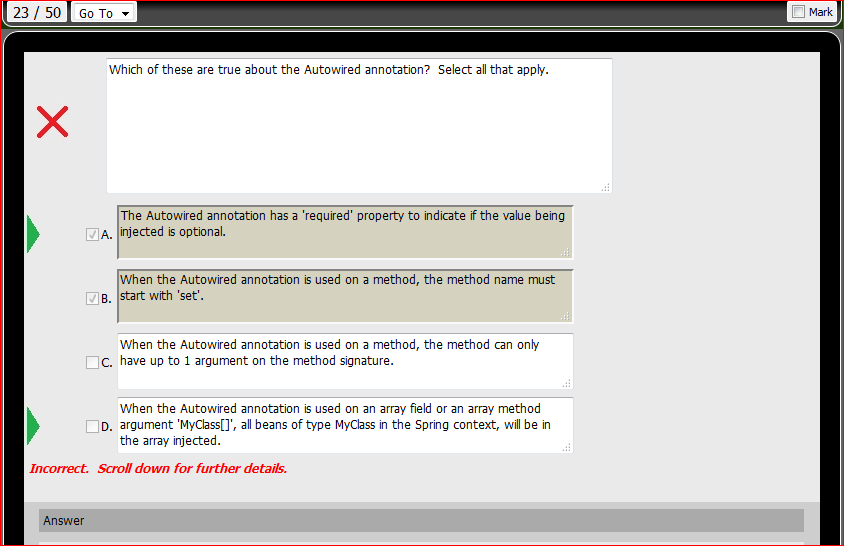 23 / 50 Go To Mark
Which of these are true about the Autowired annotation?  Select all that apply.
A. The Autowired annotation has a 'required' property to indicate if the value being
injected is optional.
B. When the Autowired annotation is used on a method, the method name must
start with 'set'.
C. When the Autowired annotation is used on a method, the method can only
have up to 1 argument on the method signature.
D. When the Autowired annotation is used on an array field or an array method
argument 'MyClass[]', all beans of type MyClass in the Spring context, will be in
the array injected.
Incorrect.  Scroll down for further details.
Answer